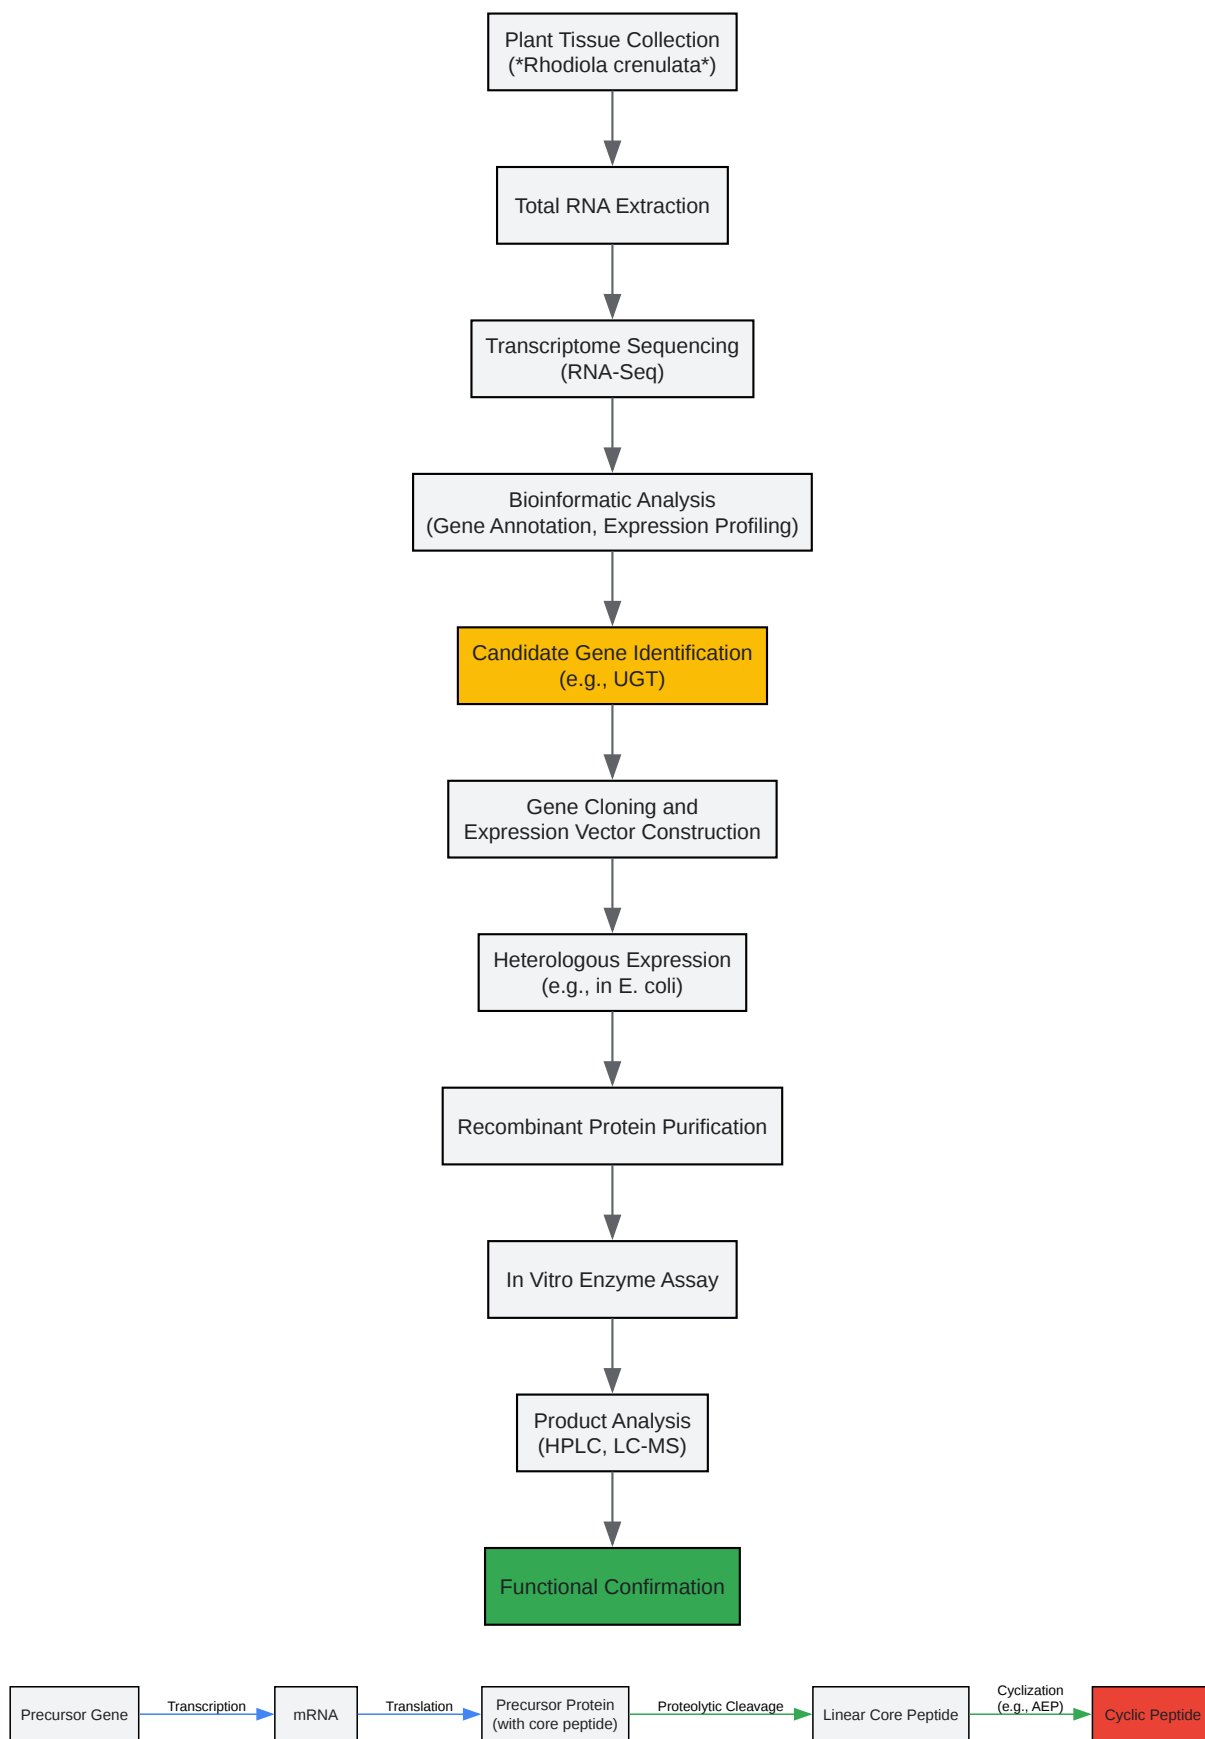 Plant Tissue Collection
(*Rhodiola crenulata*)
Total RNA Extraction
Transcriptome Sequencing
(RNA-Seq)
Bioinformatic Analysis
(Gene Annotation, Expression Profiling)
Candidate Gene Identification
(e.g., UGT)
Gene Cloning and
Expression Vector Construction
Heterologous Expression
(e.g., in E. coli)
Recombinant Protein Purification
In Vitro Enzyme Assay
Product Analysis
(HPLC, LC-MS)
Functional Confirmation
Precursor Gene
Transcription
mRNA
Translation
Precursor Protein
(with core peptide)
Proteolytic Cleavage
Linear Core Peptide
Cyclization
(e.g., AEP)
Cyclic Peptide